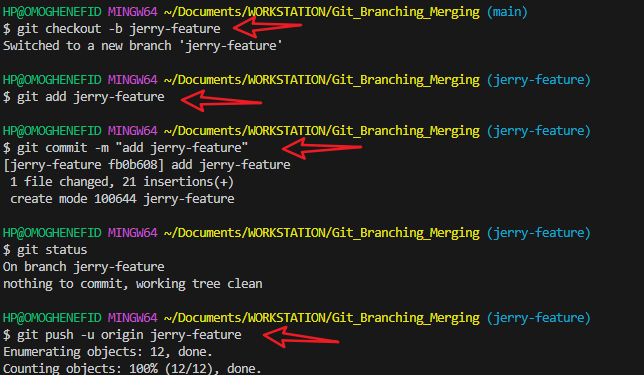 HP@OMOGHENEFID MINGW64 ~/Documents/WORKSTATION/Git_Branching_Merging (main)
$ git checkout -b jerry-feature
Switched to a new branch 'jerry-feature'
HP@OMOGHENEFID MINGW64 ~/Documents/WORKSTATION/Git_Branching_Merging (jerry-feature)
$ git add jerry-feature
HP@OMOGHENEFID MINGW64 ~/Documents/WORKSTATION/Git_Branching_Merging (jerry-feature)
$ git commit -m "add jerry-feature"
[jerry-feature fb0b608] add jerry-feature
 1 file changed, 21 insertions(+)
 create mode 100644 jerry-feature
HP@OMOGHENEFID MINGW64 ~/Documents/WORKSTATION/Git_Branching_Merging (jerry-feature)
$ git status
On branch jerry-feature
nothing to commit, working tree clean
HP@OMOGHENEFID MINGW64 ~/Documents/WORKSTATION/Git_Branching_Merging (jerry-feature)
$ git push -u origin jerry-feature
Enumerating objects: 12, done.
Counting objects: 100% (12/12), done.